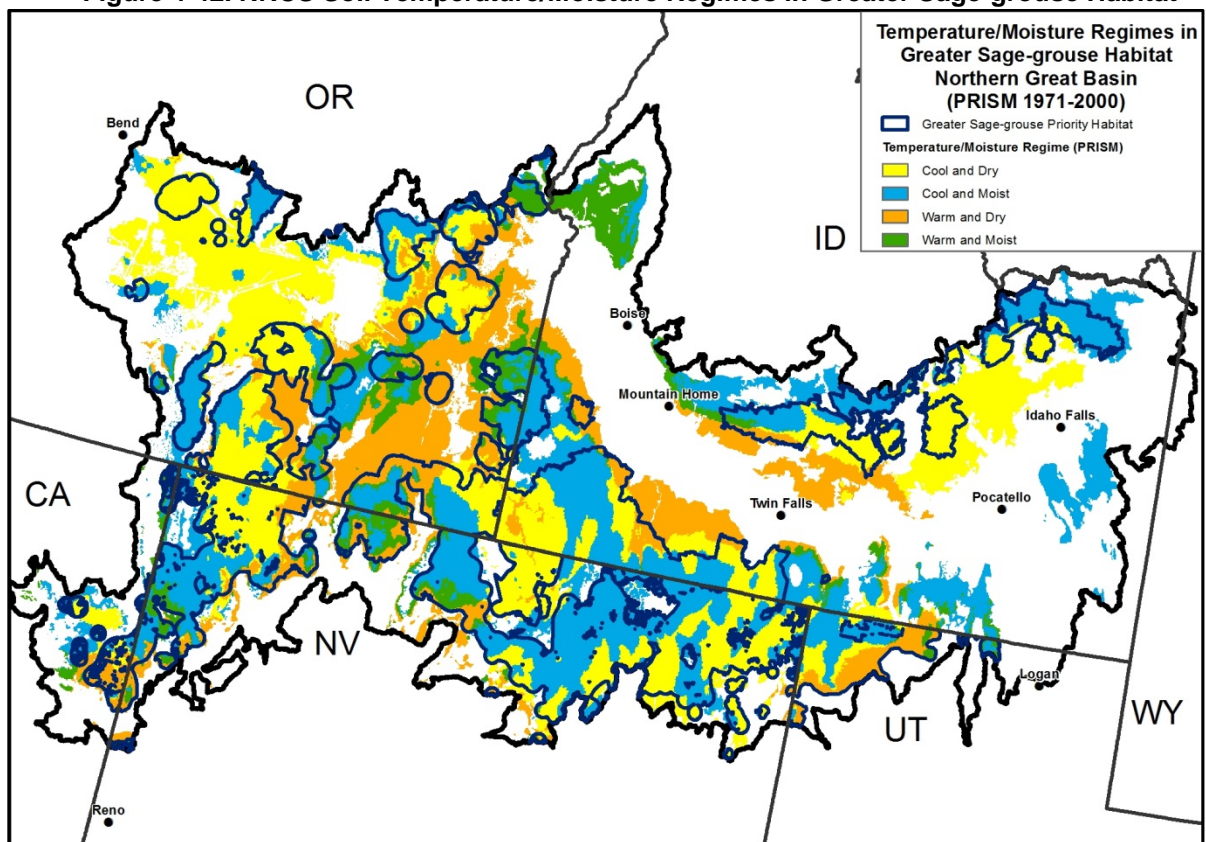 Temperature/Moisture Regimes in
Greater Sage-grouse Habitat
Northern Great Basin
(PRISM 1971-2000)
Greater Sage-grouse Priority Habitat
Temperature/Moisture Regime (PRISM)
Cool and Dry
Cool and Moist
Warm and Dry
Warm and Moist
OR
Bend
ID
Boise
Mountain Home
Idaho Falls
CA
Twin Falls
Pocatello
NV
Logan
UT
WY
Reno